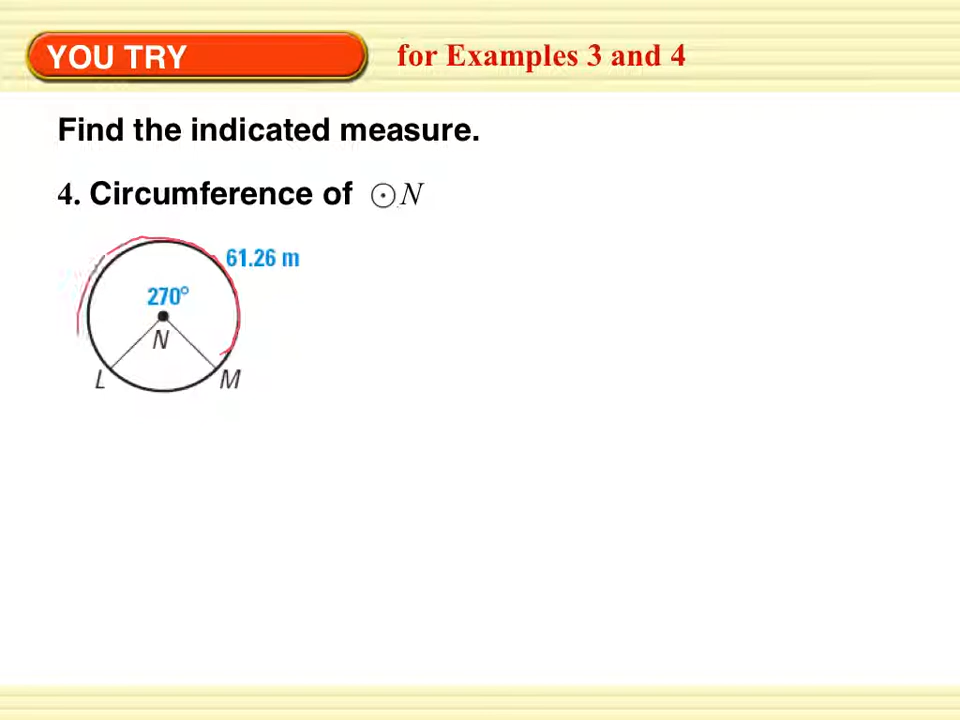 YOU TRY
for Examples 3 and 4
Find the indicated measure.
4. Circumference of ⊙N
61.26 m
270°
N
L
M